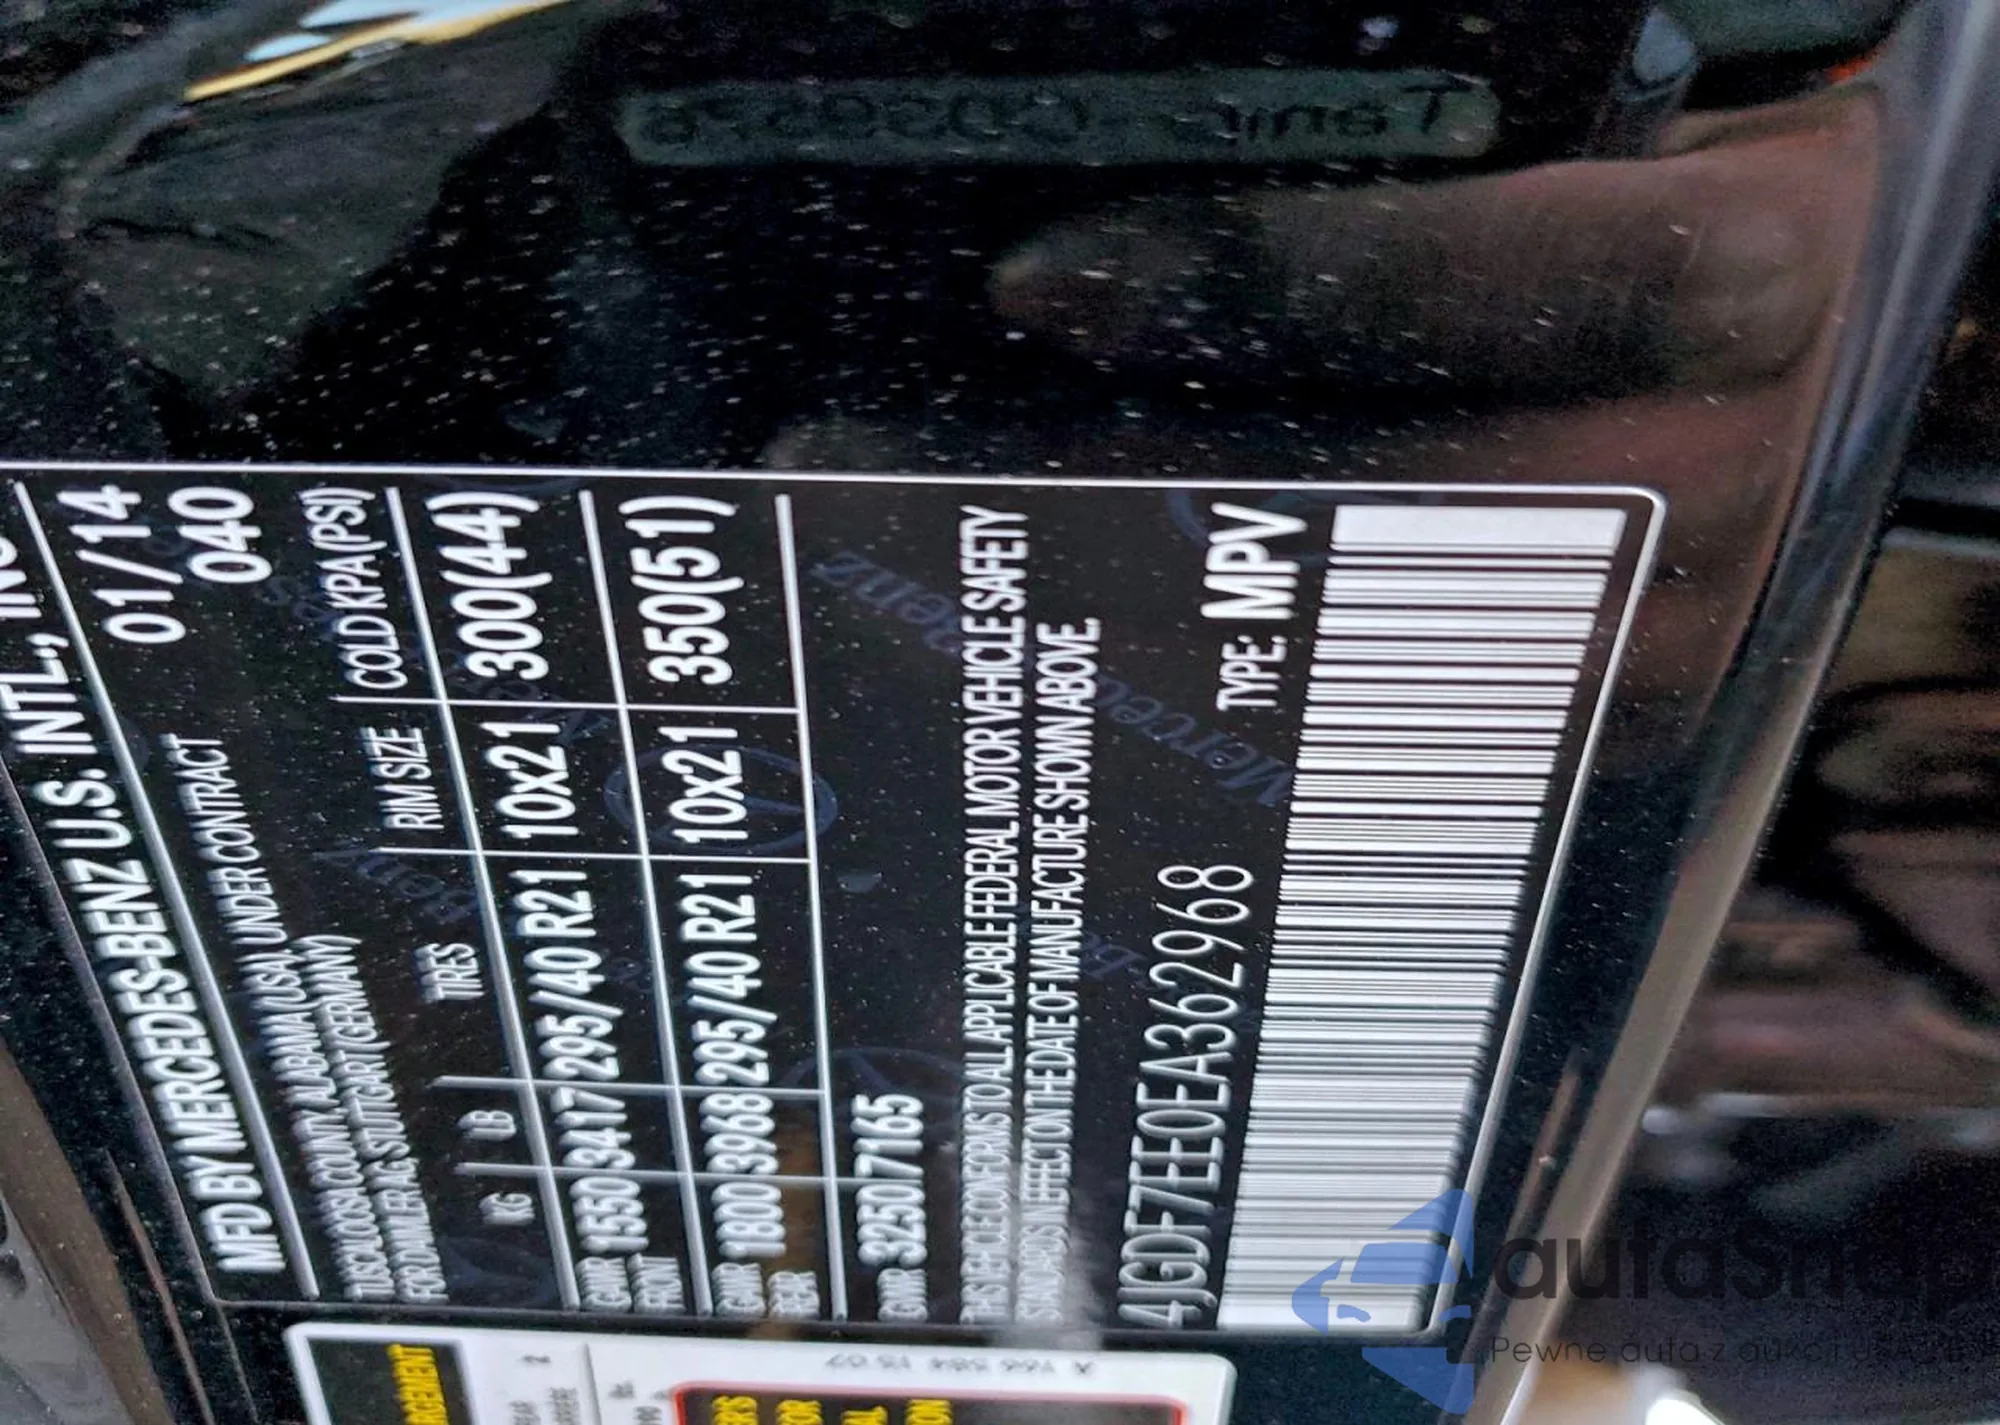 MFD BY MERCEDES-BENZ U.S. INTL., INC
01/14
TUSCALOOSA COUNTY, ALABAMA (USA), UNDER CONTRACT 040
FOR DAIMLER AG STUTTGART (GERMANY)
KG LB TIRES RIM SIZE COLD KPA (PSI)
GAWR FRONT 1550 3417 295/40 R21 10x21 300(44)
GAWR REAR 1800 3968 295/40 R21 10x21 350(51)
GVWR 3250 7165
THIS VEHICLE CONFORMS TO ALL APPLICABLE FEDERAL MOTOR VEHICLE SAFETY
STANDARDS IN EFFECT ON THE DATE OF MANUFACTURE SHOWN ABOVE.
4JGDF7EE0EA362968 TYPE: MPV
autaSnap
Pewne auta z aukcji USA